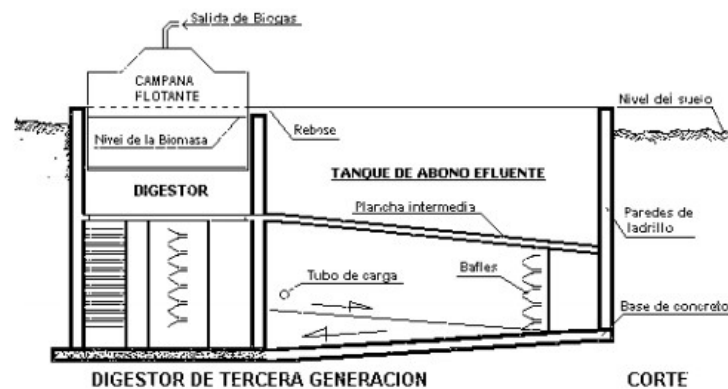 Salida de Biogas
CAMPANA
FLOTANTE
Nivel del suelo
Nivel de la Biomasa
Rebose
TANQUE DE ABONO EFLUENTE
DIGESTOR
Plancha intermedia
Paredes de
ladrillo
Tubo de carga
Bafles
Base de concreto
DIGESTOR DE TERCERA GENERACION
CORTE